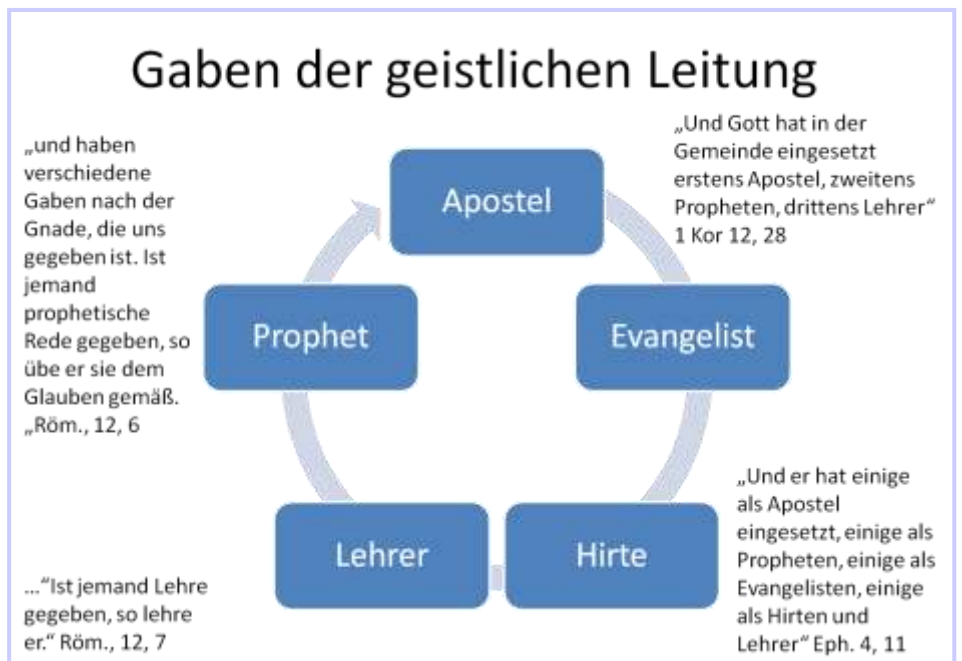 Gaben der geistlichen Leitung
„und haben
verschiedene
Gaben nach der
Gnade, die uns
gegeben ist. Ist
jemand
prophetische
Rede gegeben, so
übe er sie dem
Glauben gemäß.
„Röm., 12, 6
„Und Gott hat in der
Gemeinde eingesetzt
erstens Apostel, zweitens
Propheten, drittens Lehrer“
1 Kor 12, 28
Apostel
Prophet
Evangelist
Lehrer
Hirte
„Und er hat einige
als Apostel
eingesetzt, einige als
Propheten, einige als
Evangelisten, einige
als Hirten und
Lehrer“ Eph. 4, 11
...“Ist jemand Lehre
gegeben, so lehre
er.“ Röm., 12, 7